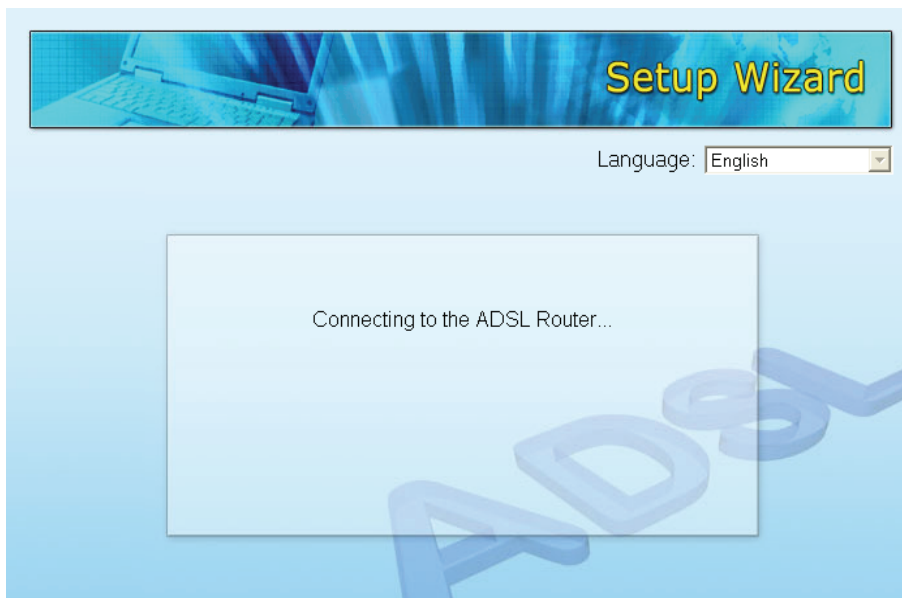 Setup Wizard
Language: English
Connecting to the ADSL Router...
ADSL